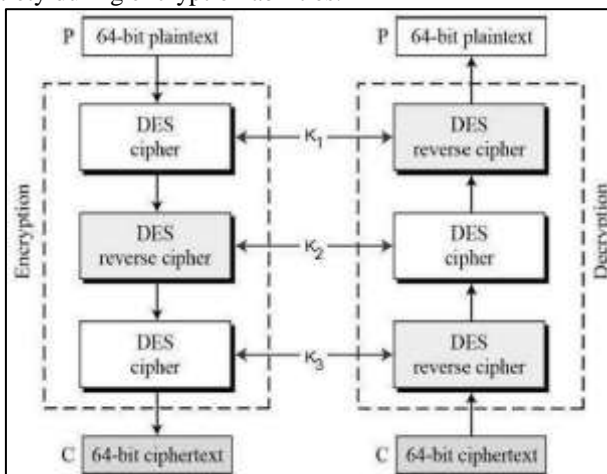 P 64-bit plaintext P 64-bit plaintext
DES cipher K1 DES reverse cipher
Encryption
DES reverse cipher K2 DES cipher
Decryption
DES cipher K3 DES reverse cipher
C 64-bit ciphertext C 64-bit ciphertext